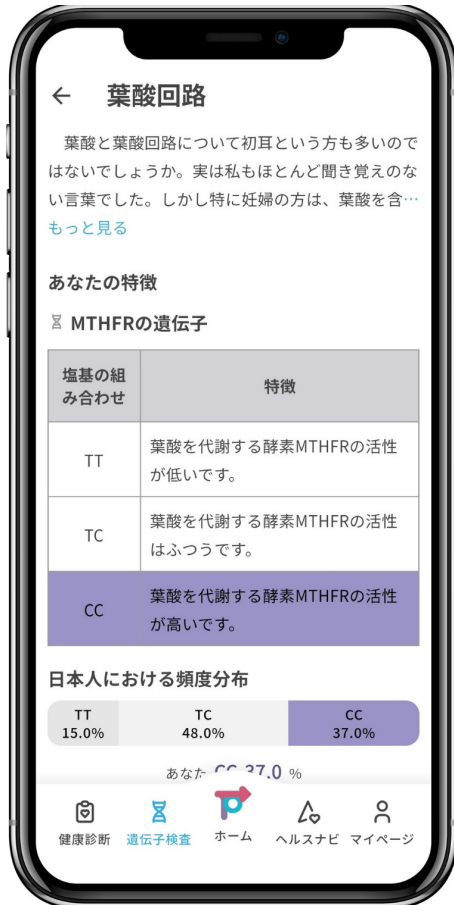 ← 葉酸回路
葉酸と葉酸回路について初耳という方も多いので
はないでしょうか。実は私もほとんど聞き覚えのな
い言葉でした。しかし特に妊婦の方は、葉酸を含…
もっと見る
あなたの特徴
MTHFRの遺伝子
塩基の組
み合わせ
特徴
TT
葉酸を代謝する酵素MTHFRの活性
が低いです。
TC
葉酸を代謝する酵素MTHFRの活性
はふつうです。
CC
葉酸を代謝する酵素MTHFRの活性
が高いです。
日本人における頻度分布
TT TC CC
15.0% 48.0% 37.0%
あなた CC 37.0 %
健康診断 遺伝子検査 ホーム ヘルスナビ マイページ